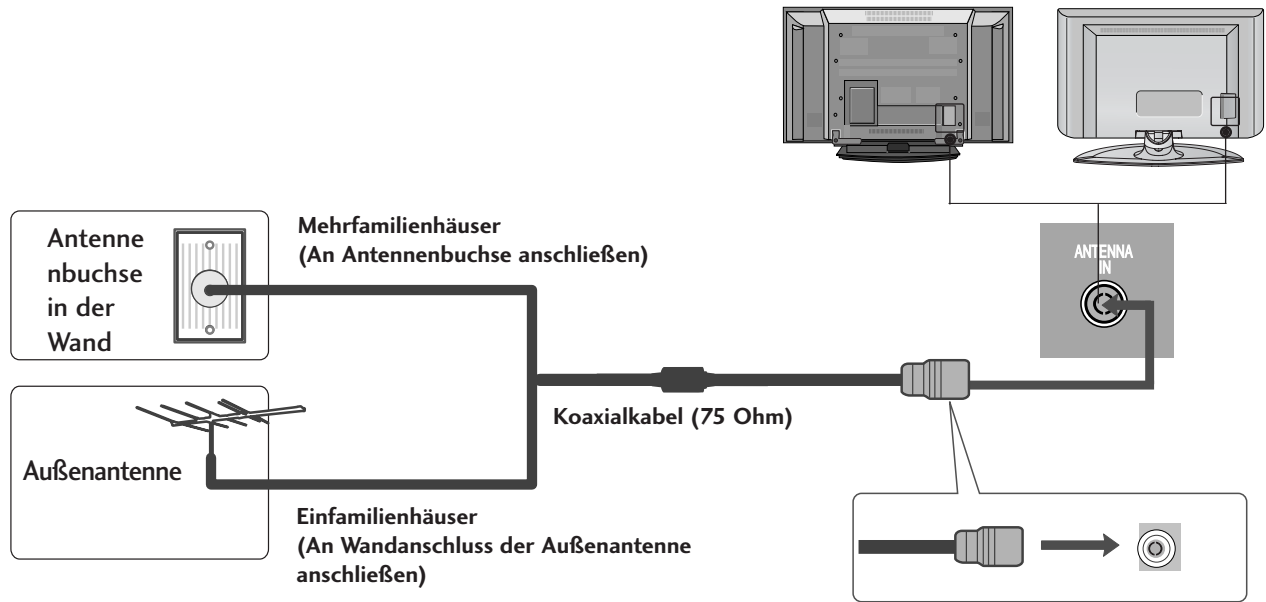 Antenne
nbuchse
in der
Wand
Mehrfamilienhäuser
(An Antennenbuchse anschließen)
ANTENNA
IN
Koaxialkabel (75 Ohm)
Außenantenne
Einfamilienhäuser
(An Wandanschluss der Außenantenne
anschließen)